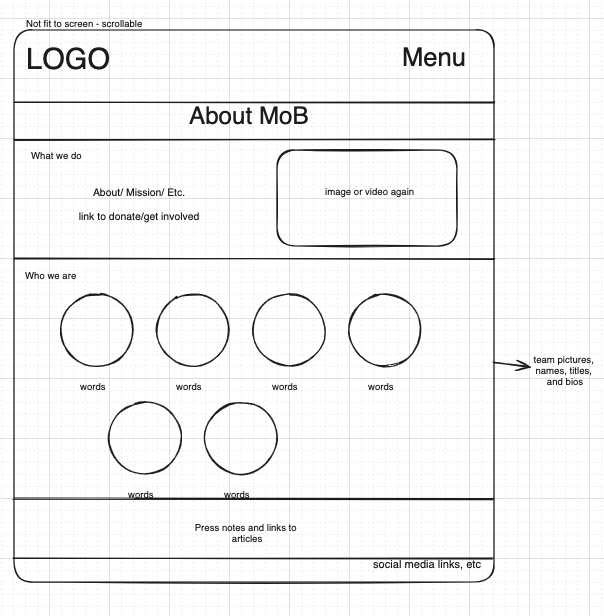 Not fit to screen - scrollable
LOGO
Menu
About MoB
What we do
About/ Mission/ Etc.
link to donate/get involved
image or video again
Who we are
words
words
words
words
team pictures,
names, titles,
and bios
words
words
Press notes and links to
articles
social media links, etc